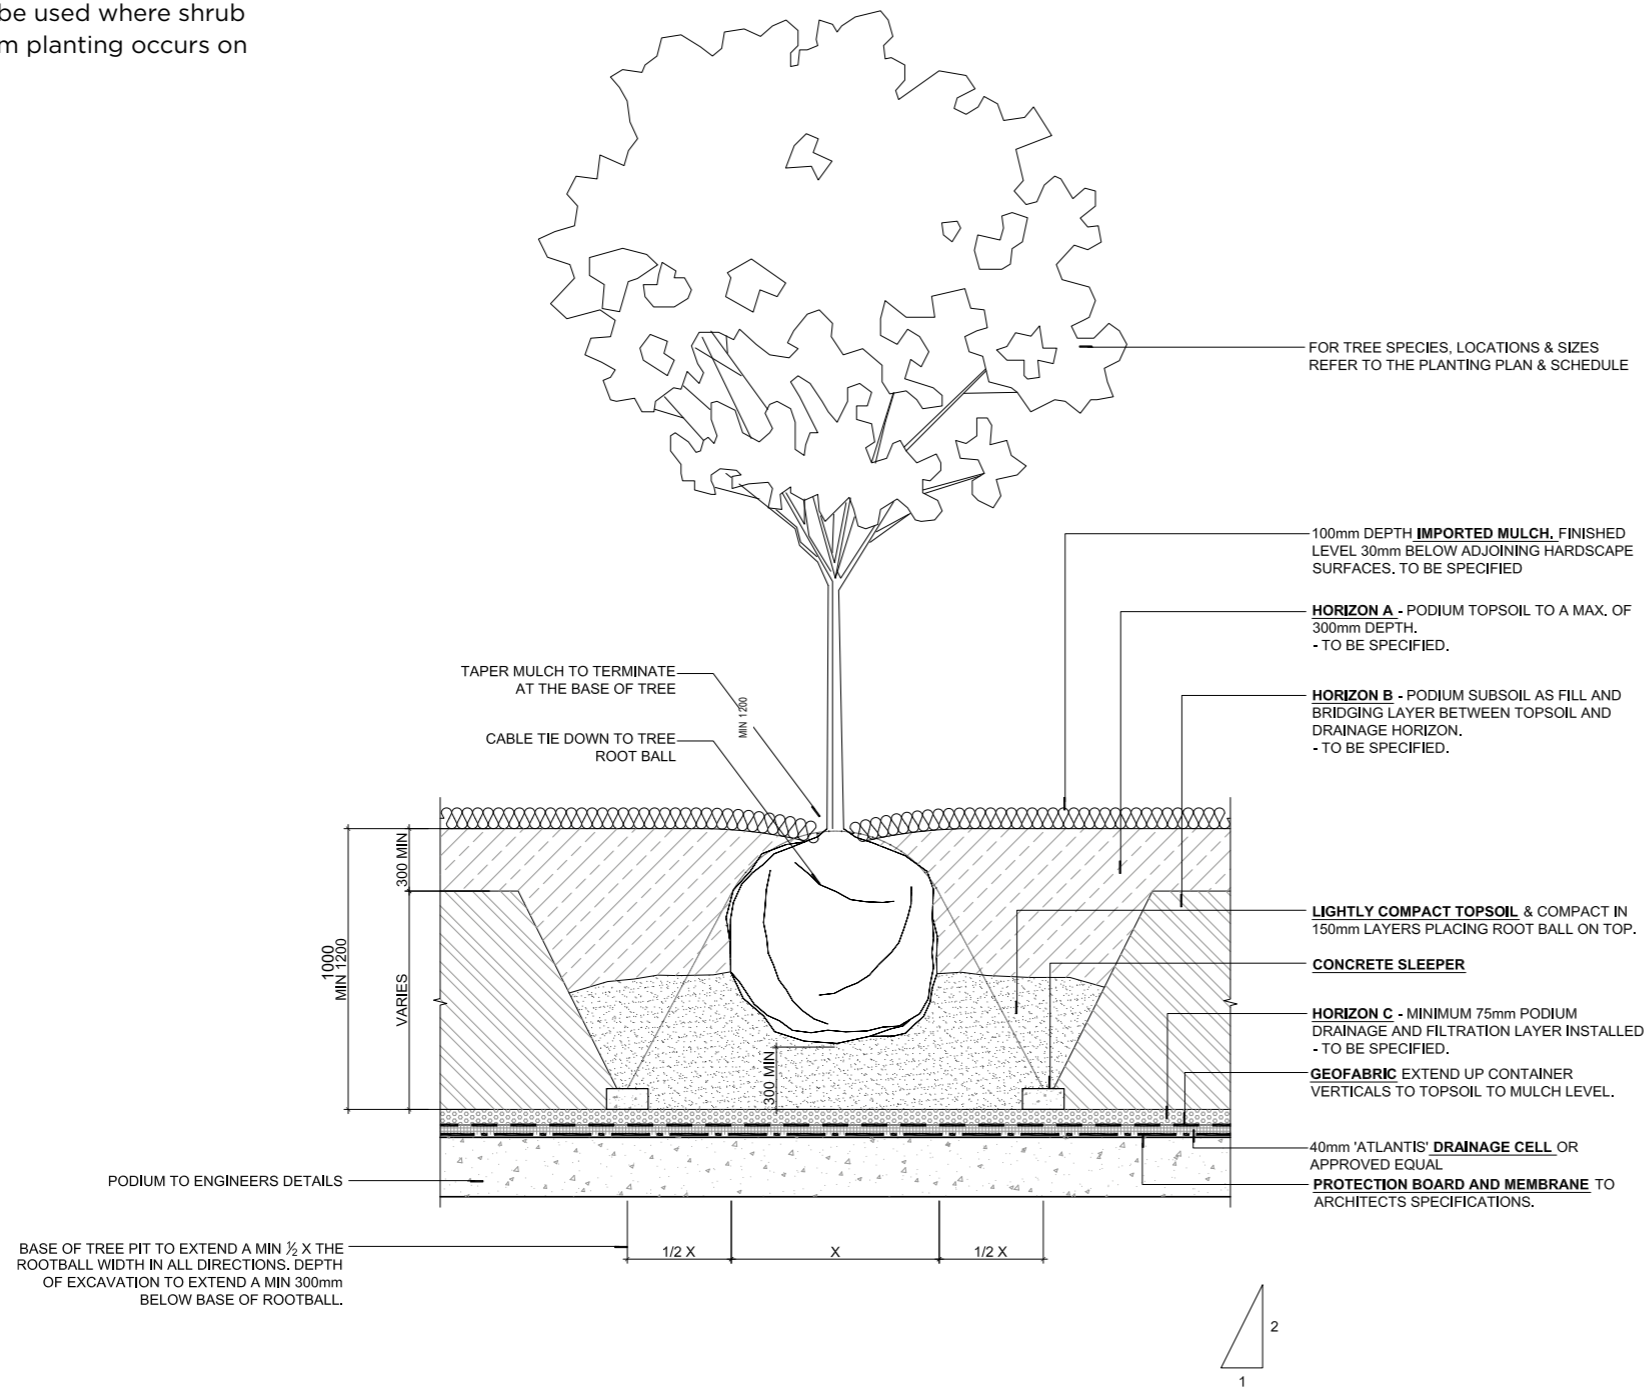 be used where shrub
m planting occurs on
FOR TREE SPECIES, LOCATIONS & SIZES
REFER TO THE PLANTING PLAN & SCHEDULE
100mm DEPTH IMPORTED MULCH. FINISHED
LEVEL 30mm BELOW ADJOINING HARDSCAPE
SURFACES. TO BE SPECIFIED
HORIZON A - PODIUM TOPSOIL TO A MAX. OF
300mm DEPTH.
- TO BE SPECIFIED.
TAPER MULCH TO TERMINATE
AT THE BASE OF TREE
MIN 1200
CABLE TIE DOWN TO TREE
ROOT BALL
HORIZON B - PODIUM SUBSOIL AS FILL AND
BRIDGING LAYER BETWEEN TOPSOIL AND
DRAINAGE HORIZON.
- TO BE SPECIFIED.
300 MIN
1000
MIN 1200
VARIES
300 MIN
LIGHTLY COMPACT TOPSOIL & COMPACT IN
150mm LAYERS PLACING ROOT BALL ON TOP.
CONCRETE SLEEPER
HORIZON C - MINIMUM 75mm PODIUM
DRAINAGE AND FILTRATION LAYER INSTALLED
- TO BE SPECIFIED.
GEOFABRIC EXTEND UP CONTAINER
VERTICALS TO TOPSOIL TO MULCH LEVEL.
40mm 'ATLANTIS' DRAINAGE CELL OR
APPROVED EQUAL
PROTECTION BOARD AND MEMBRANE TO
ARCHITECTS SPECIFICATIONS.
PODIUM TO ENGINEERS DETAILS
BASE OF TREE PIT TO EXTEND A MIN ½ X THE
ROOTBALL WIDTH IN ALL DIRECTIONS. DEPTH
OF EXCAVATION TO EXTEND A MIN 300mm
BELOW BASE OF ROOTBALL.
1/2 X
X
1/2 X
2
1